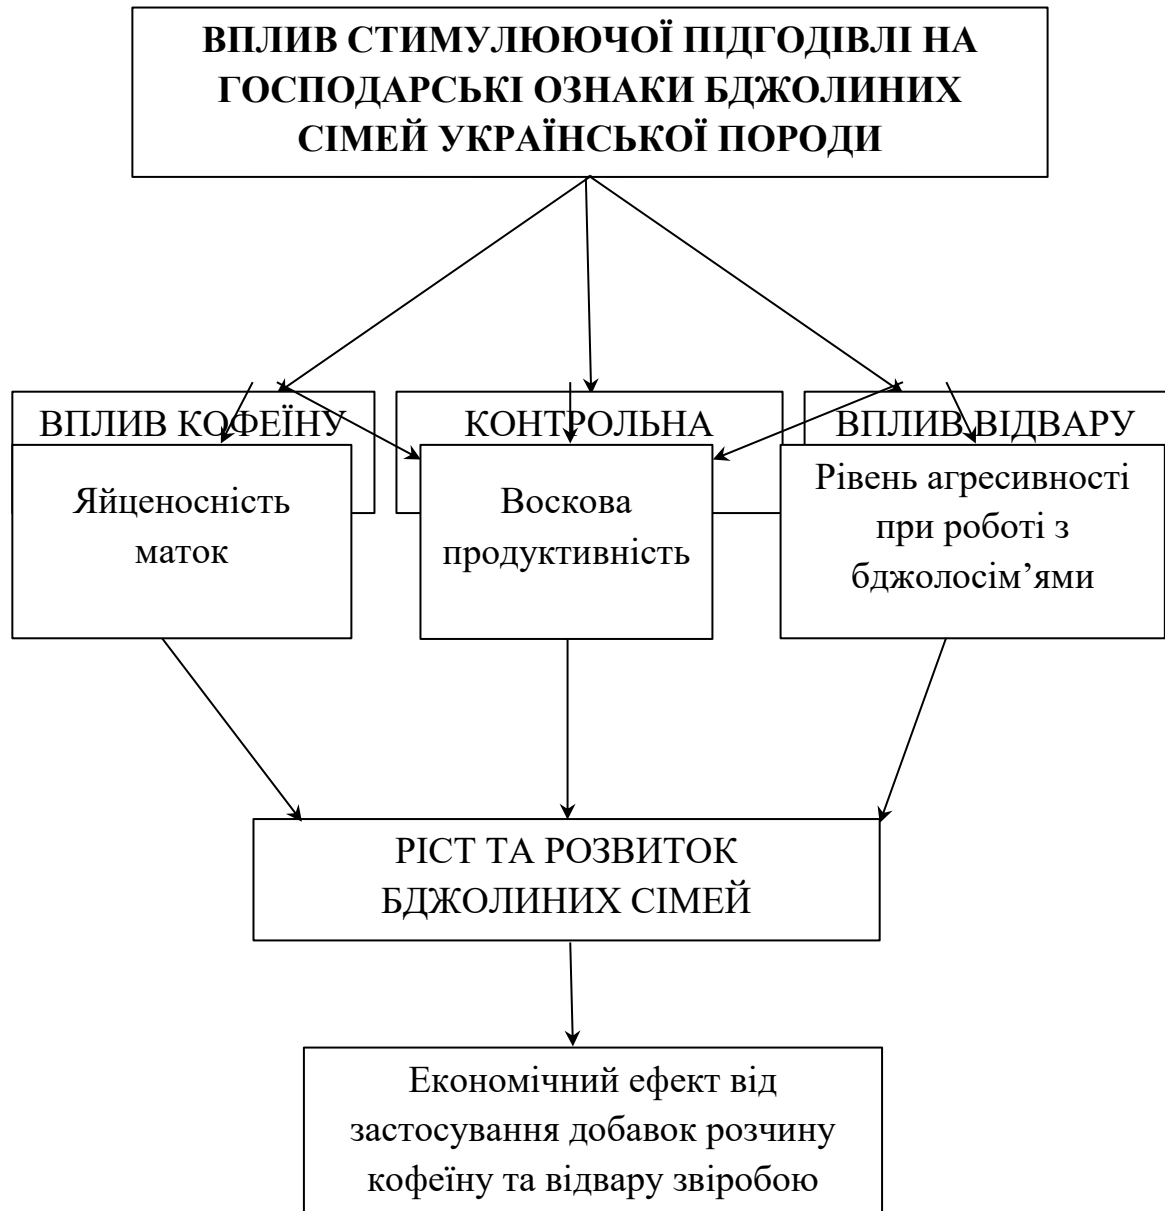 ВПЛИВ СТИМУЛЮЮЧОЇ ПІДГОДІВЛІ НА
ГОСПОДАРСЬКІ ОЗНАКИ БДЖОЛИНИХ
СІМЕЙ УКРАЇНСЬКОЇ ПОРОДИ
ВПЛИВ КОФЕЇНУ
КОНТРОЛЬНА
ВПЛИВ ВІДВАРУ
Яйценосність
маток
Воскова
продуктивність
Рівень агресивності
при роботі з
бджолосім’ями
РІСТ ТА РОЗВИТОК
БДЖОЛИНИХ СІМЕЙ
Економічний ефект від
застосування добавок розчину
кофеїну та відвару звіробою